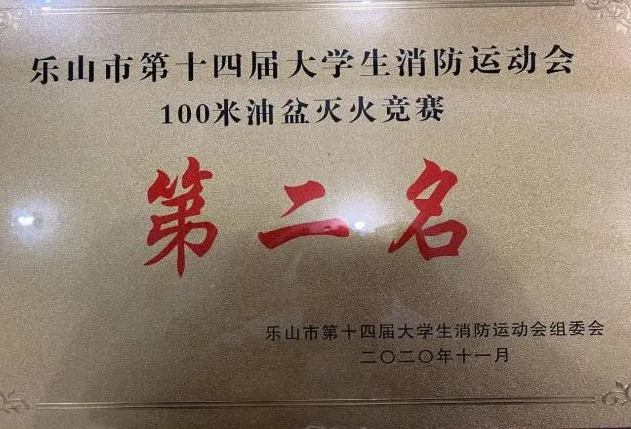 乐山市第十四届大学生消防运动会
100米油盆灭火竞赛
第二名
乐山市第十四届大学生消防运动会组委会
二〇二〇年十一月